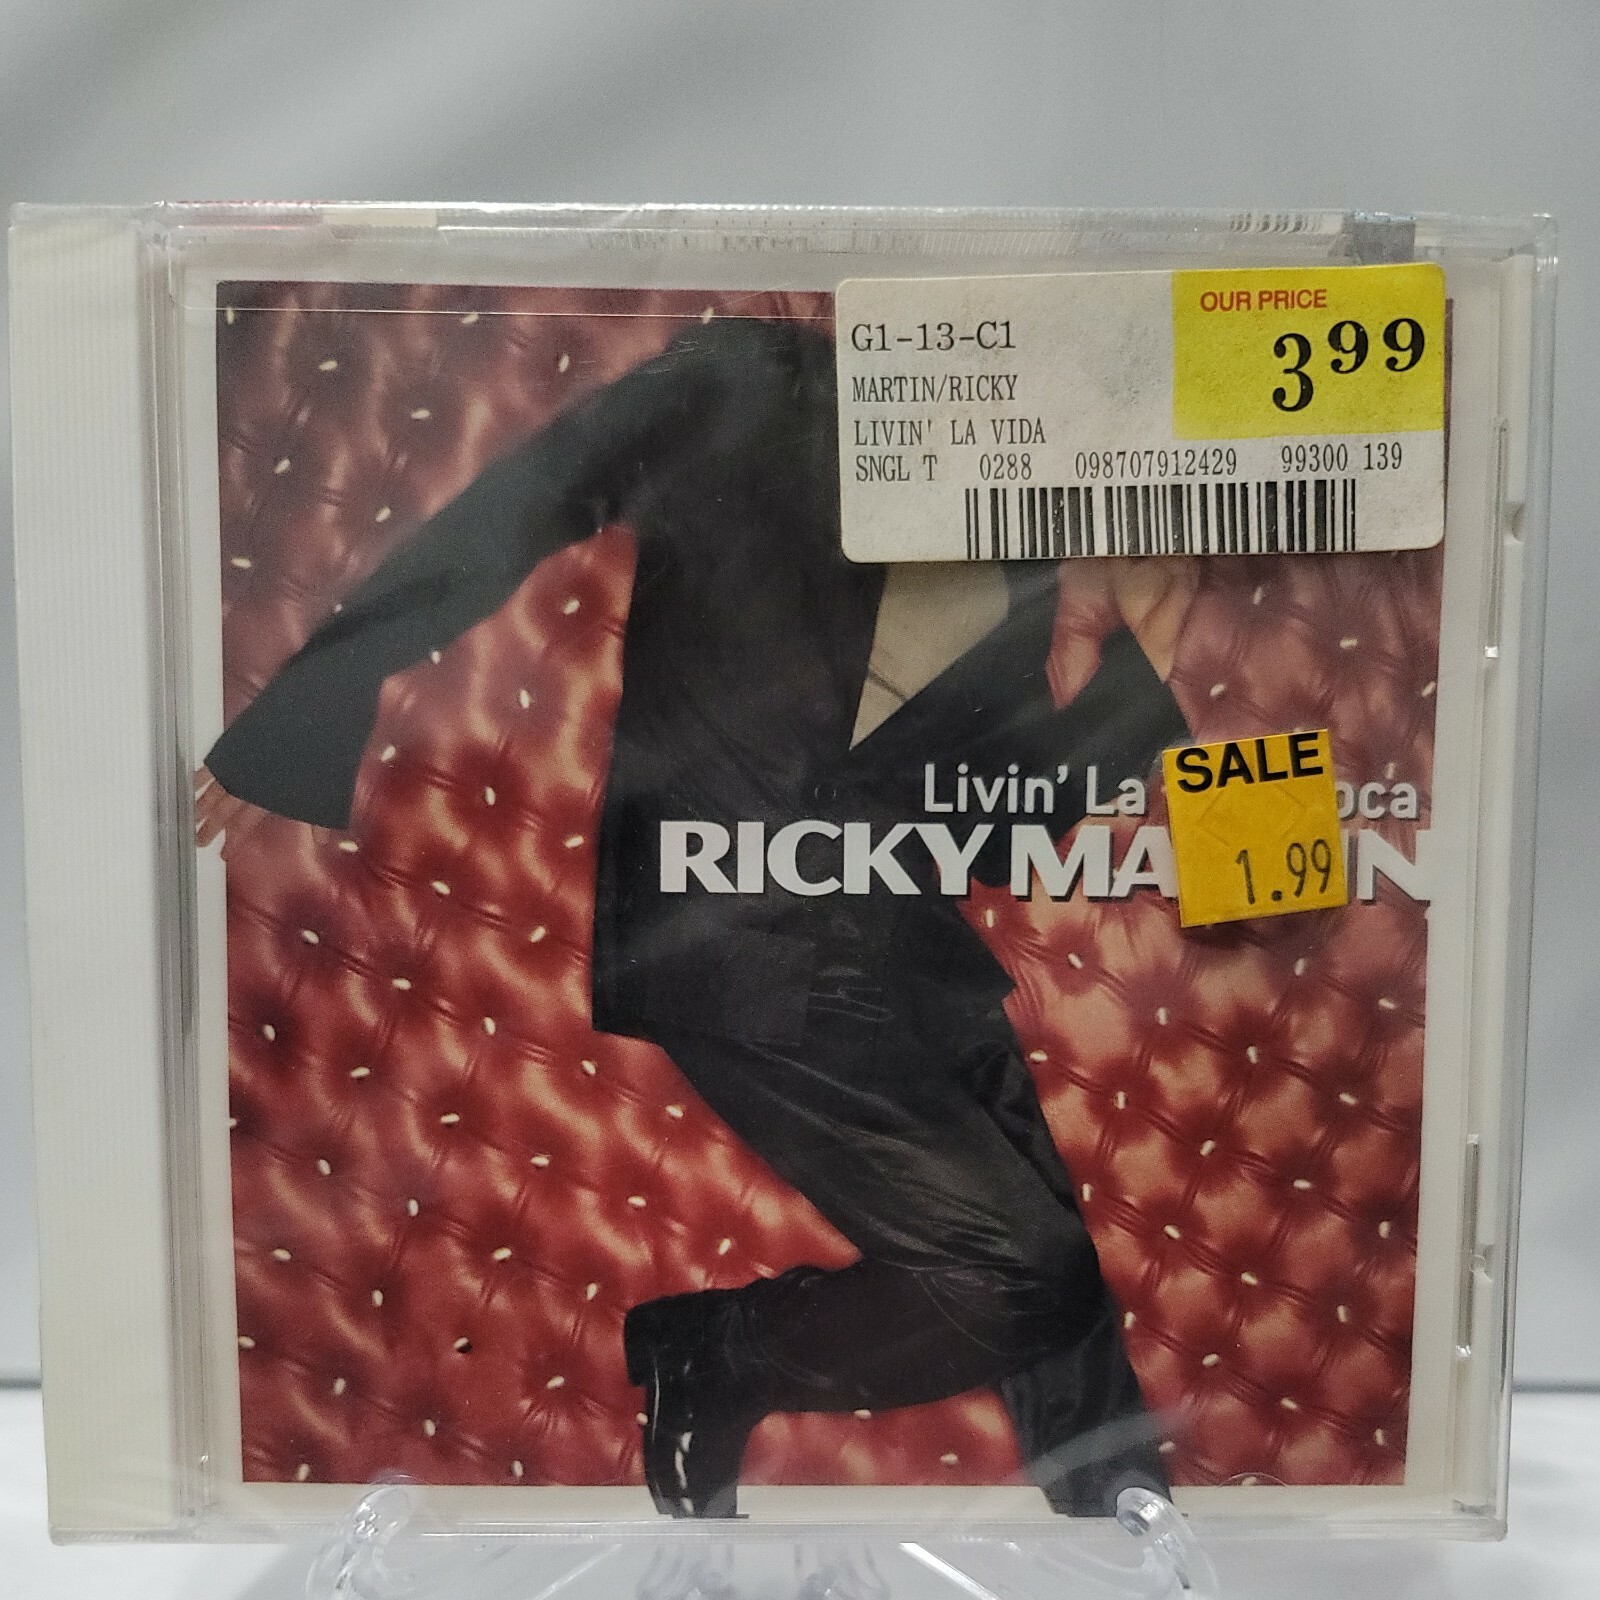 OUR PRICE
3 99
G1-13-C1
MARTIN/RICKY
LIVIN' LA VIDA
SNGL T 0288 098707912429 99300 139
Livin' La oca
SALE
1.99
RICKY MA IN